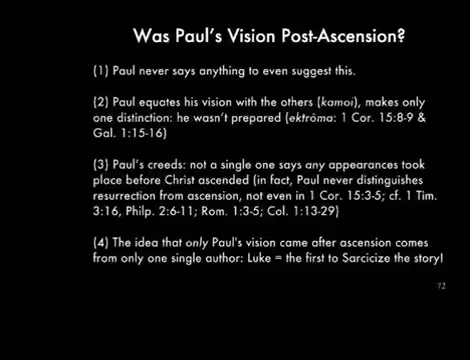 Was Paul's Vision Post-Ascension?
(1) Paul never says anything to even suggest this.
(2) Paul equates his vision with the others (kamoi), makes only
one distinction: he wasn't prepared (ektrôma: 1 Cor. 15:8-9 &
Gal. 1:15-16)
(3) Paul's creeds: not a single one says any appearances took
place before Christ ascended (in fact, Paul never distinguishes
resurrection from ascension, not even in 1 Cor. 15:3-5; cf. 1 Tim.
3:16, Philp. 2:6-11; Rom. 1:3-5; Col. 1:13-29)
(4) The idea that only Paul's vision came after ascension comes
from only one single author: Luke = the first to Sarcicize the story!
72